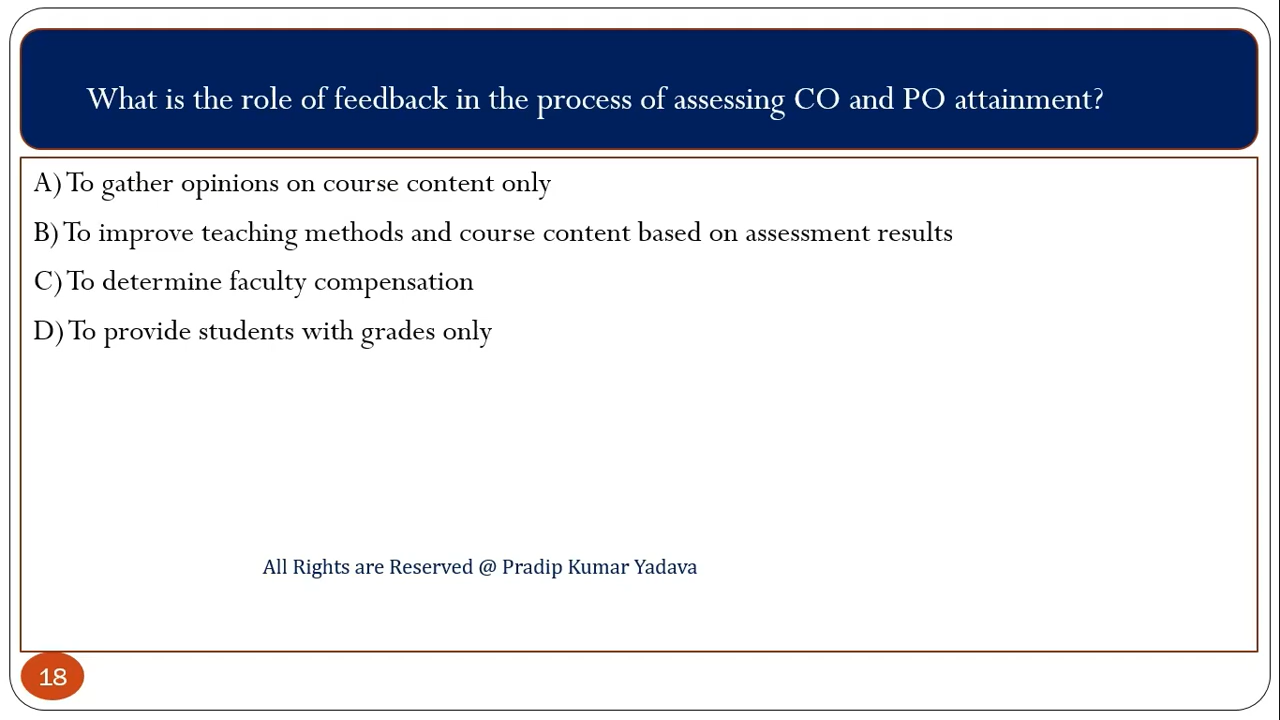 What is the role of feedback in the process of assessing CO and PO attainment?
A) To gather opinions on course content only
B) To improve teaching methods and course content based on assessment results
C) To determine faculty compensation
D) To provide students with grades only
All Rights are Reserved @ Pradip Kumar Yadava
18